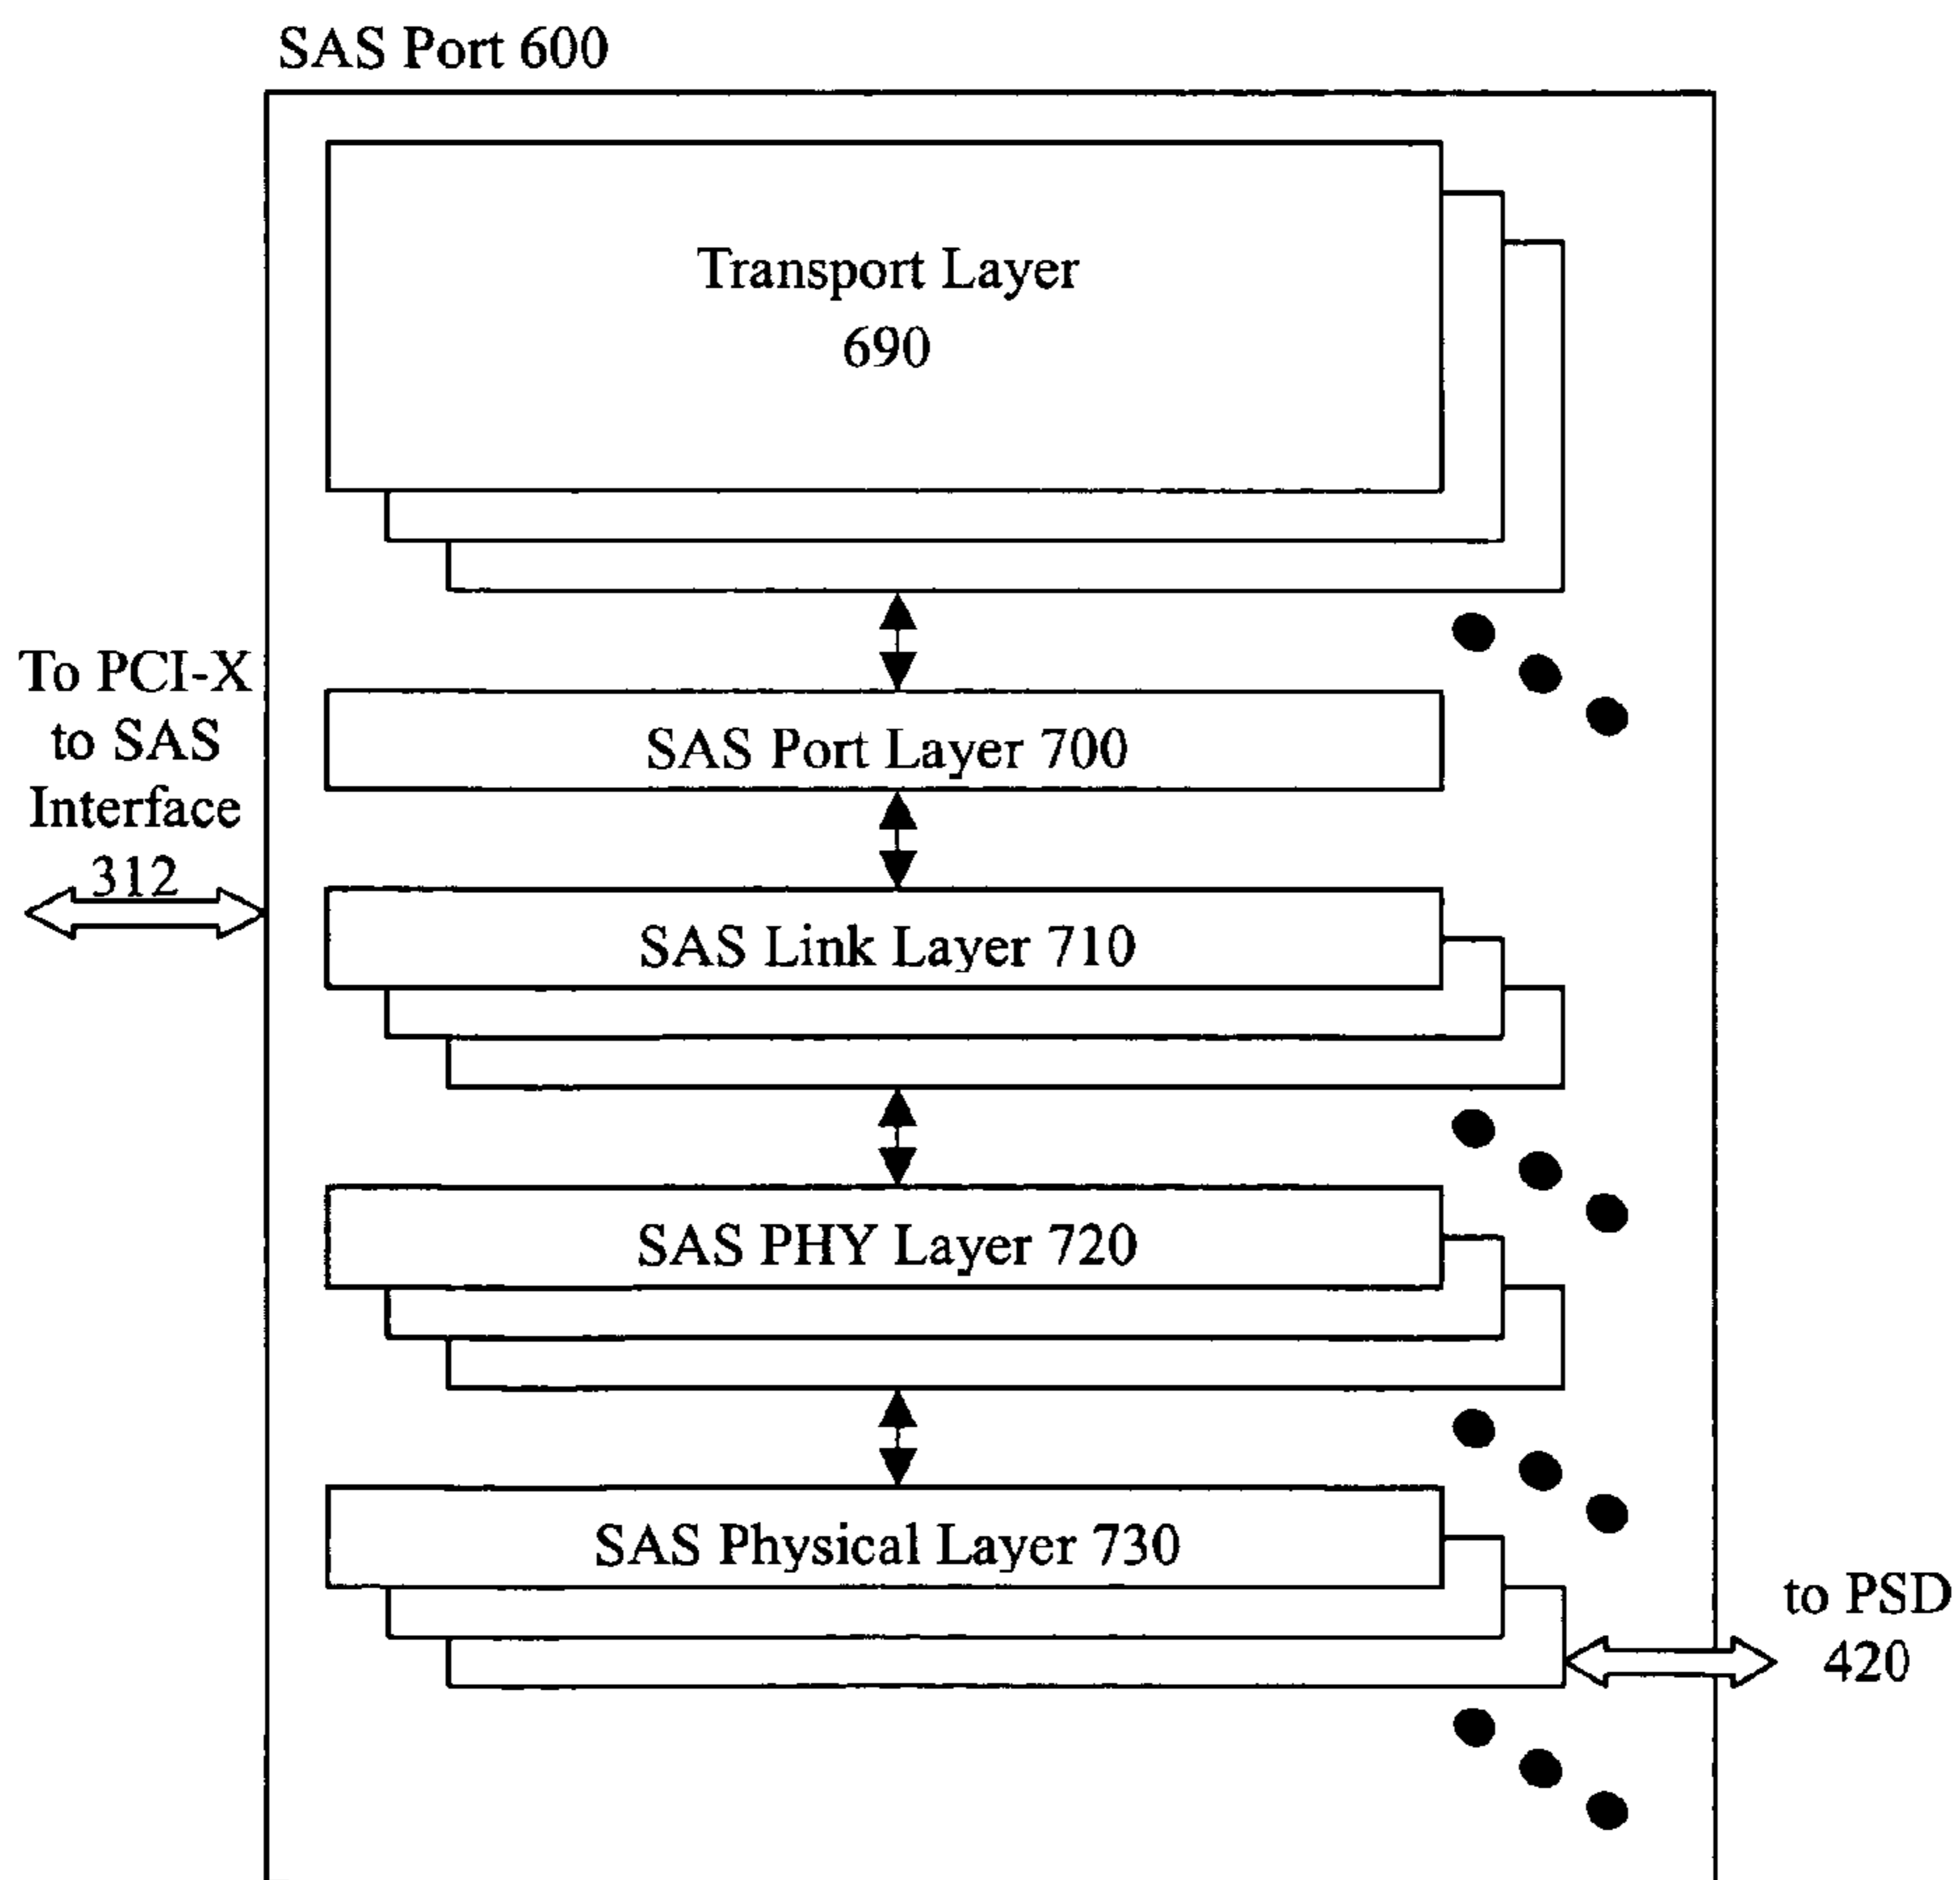 SAS Port 600
Transport Layer
690
To PCI-X
to SAS
Interface
312
SAS Port Layer 700
SAS Link Layer 710
SAS PHY Layer 720
SAS Physical Layer 730
to PSD
420